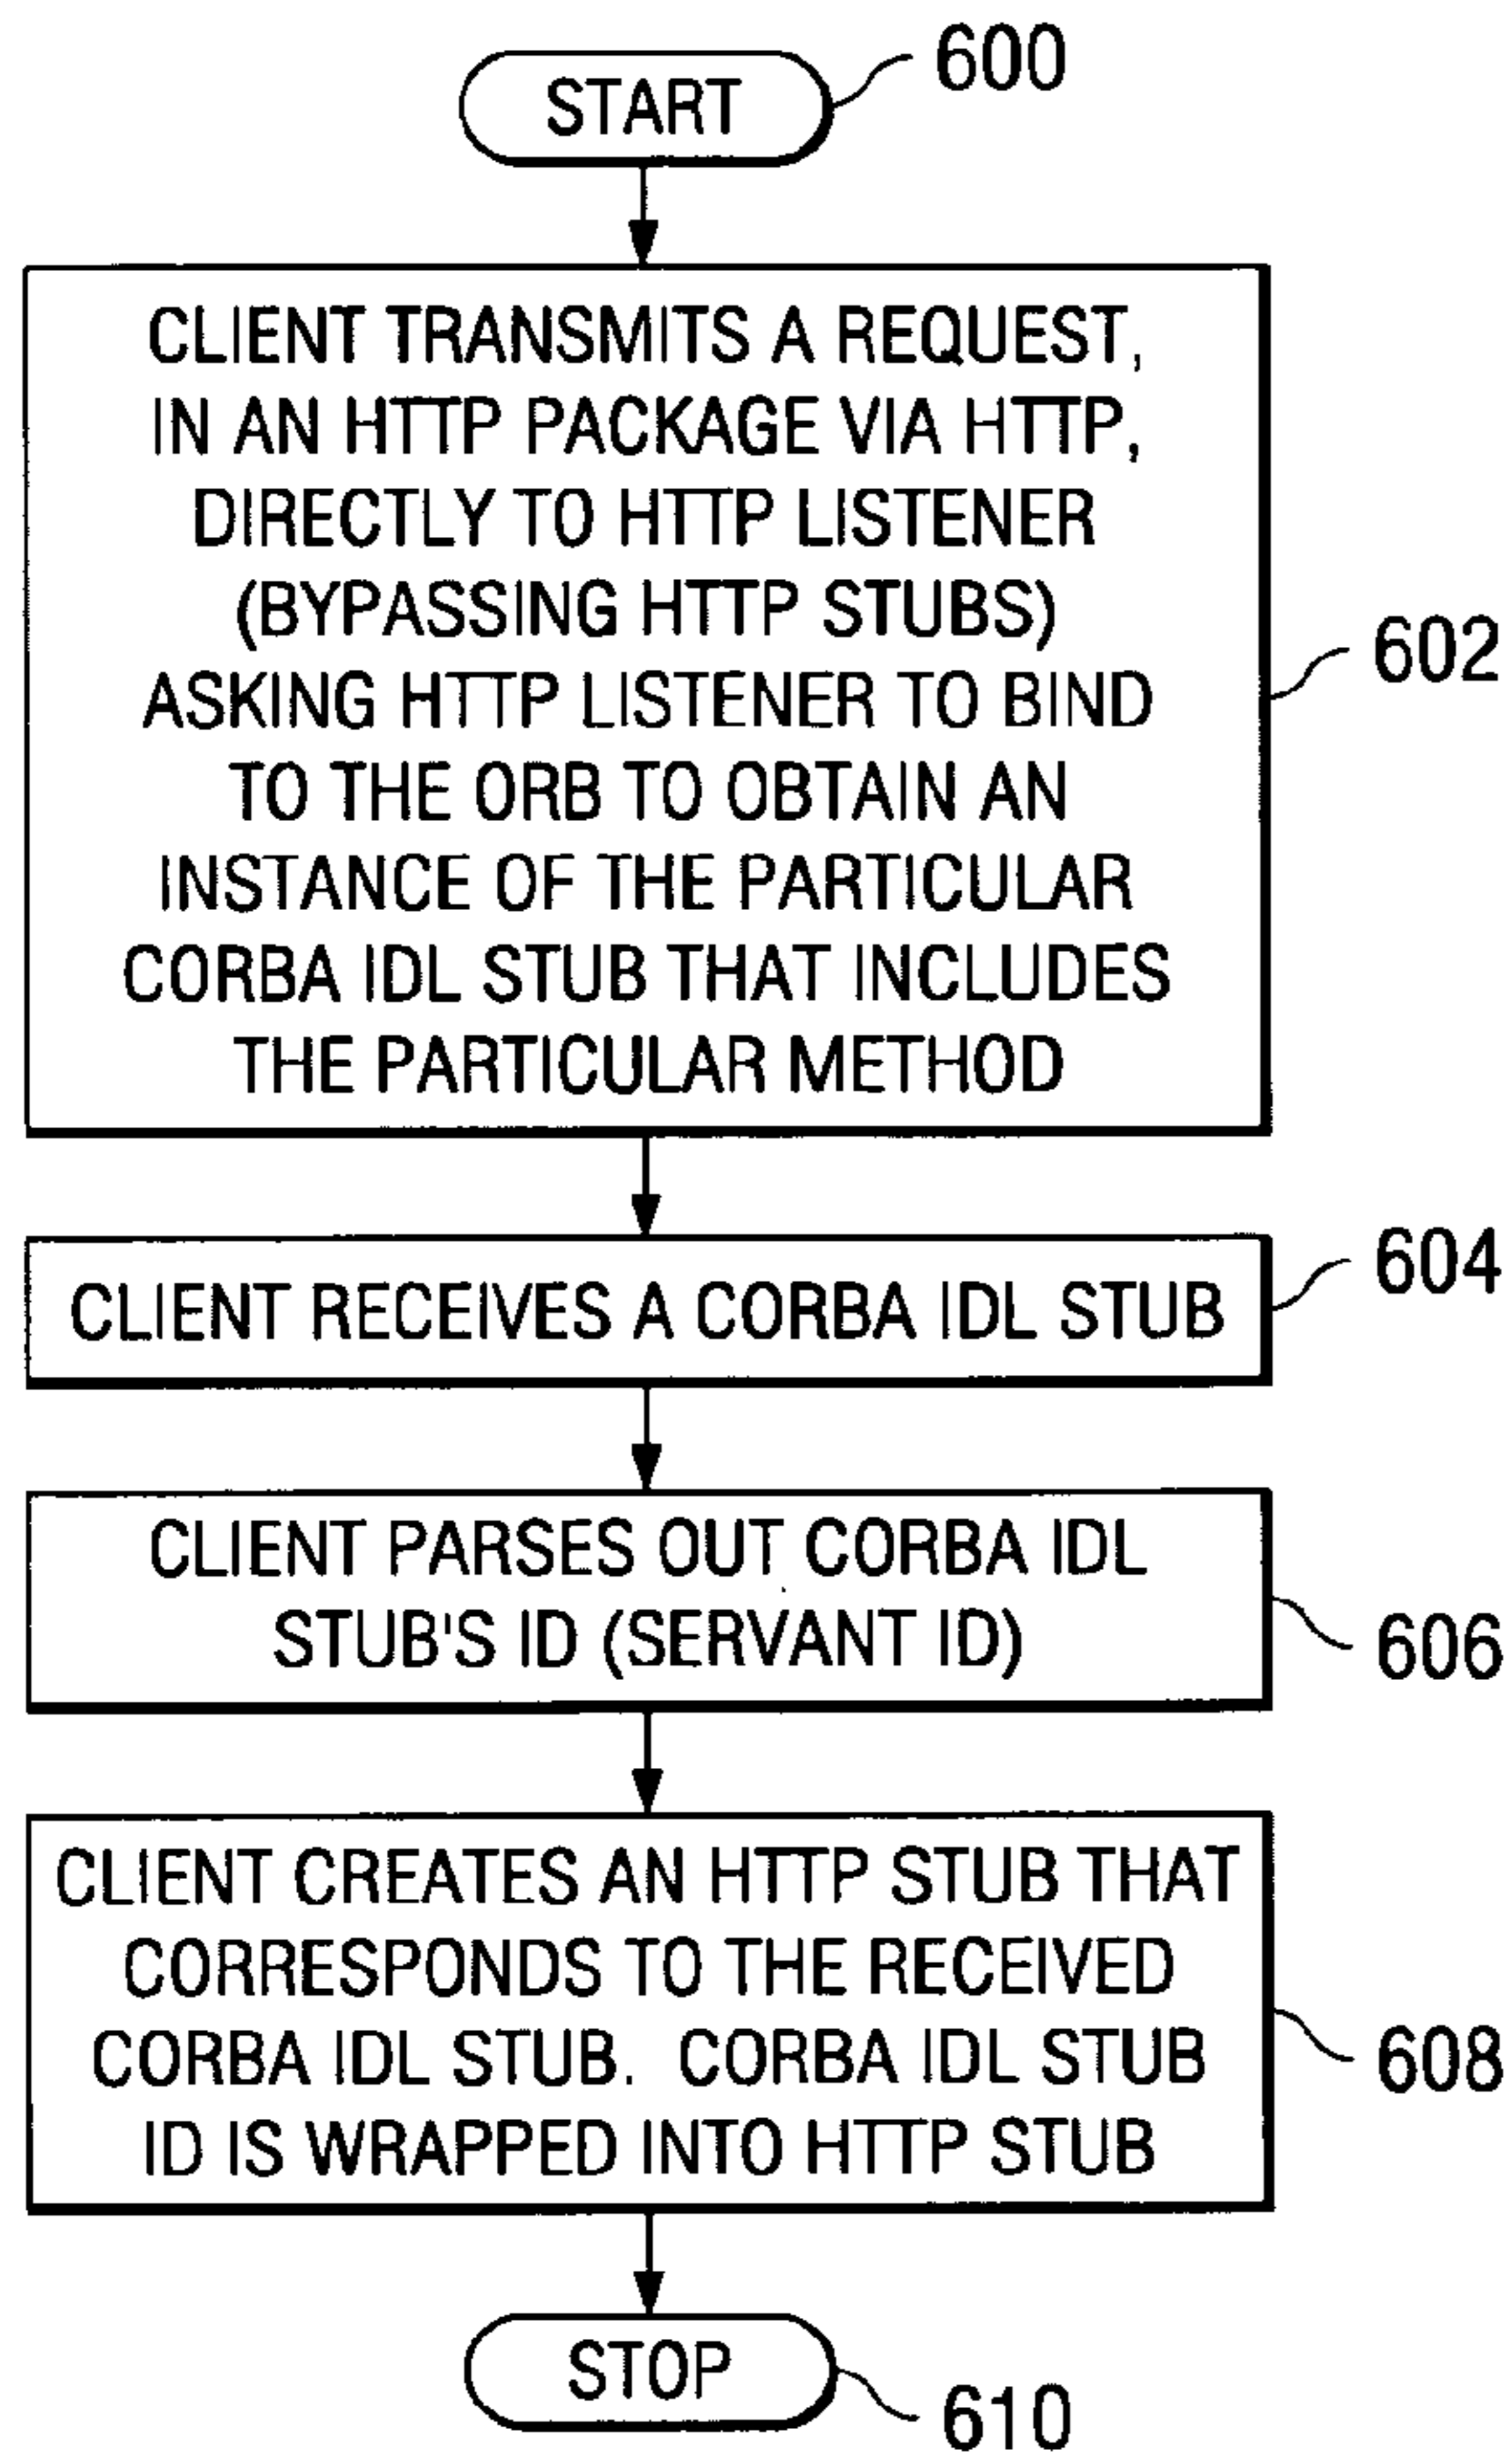 START
600
CLIENT TRANSMITS A REQUEST,
IN AN HTTP PACKAGE VIA HTTP,
DIRECTLY TO HTTP LISTENER
(BYPASSING HTTP STUBS)
ASKING HTTP LISTENER TO BIND
TO THE ORB TO OBTAIN AN
INSTANCE OF THE PARTICULAR
CORBA IDL STUB THAT INCLUDES
THE PARTICULAR METHOD
602
CLIENT RECEIVES A CORBA IDL STUB
604
CLIENT PARSES OUT CORBA IDL
STUB'S ID (SERVANT ID)
606
CLIENT CREATES AN HTTP STUB THAT
CORRESPONDS TO THE RECEIVED
CORBA IDL STUB. CORBA IDL STUB
ID IS WRAPPED INTO HTTP STUB
608
STOP
610